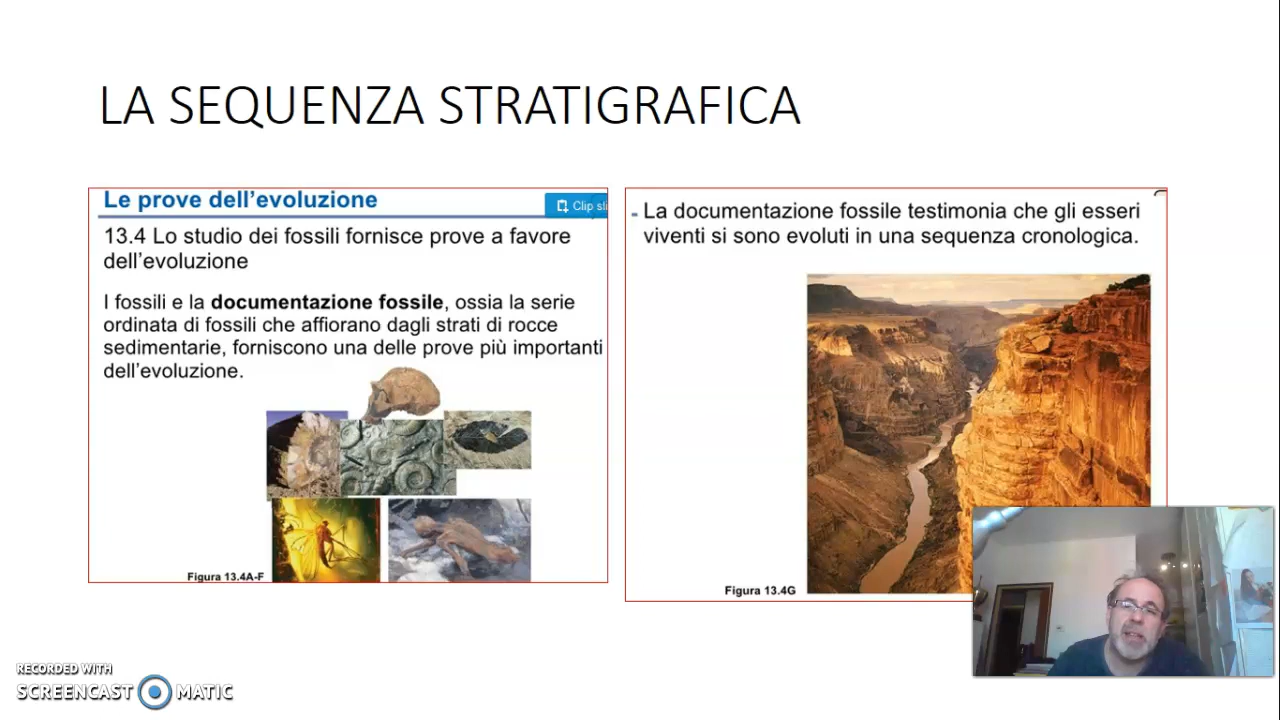 LA SEQUENZA STRATIGRAFICA
Le prove dell'evoluzione
Clip sli
13.4 Lo studio dei fossili fornisce prove a favore
dell'evoluzione
I fossili e la documentazione fossile, ossia la serie
ordinata di fossili che affiorano dagli strati di rocce
sedimentarie, forniscono una delle prove più importanti
dell'evoluzione.
Figura 13.4A-F
- La documentazione fossile testimonia che gli esseri
viventi si sono evoluti in una sequenza cronologica.
Figura 13.4G
RECORDED WITH
SCREENCAST MATIC